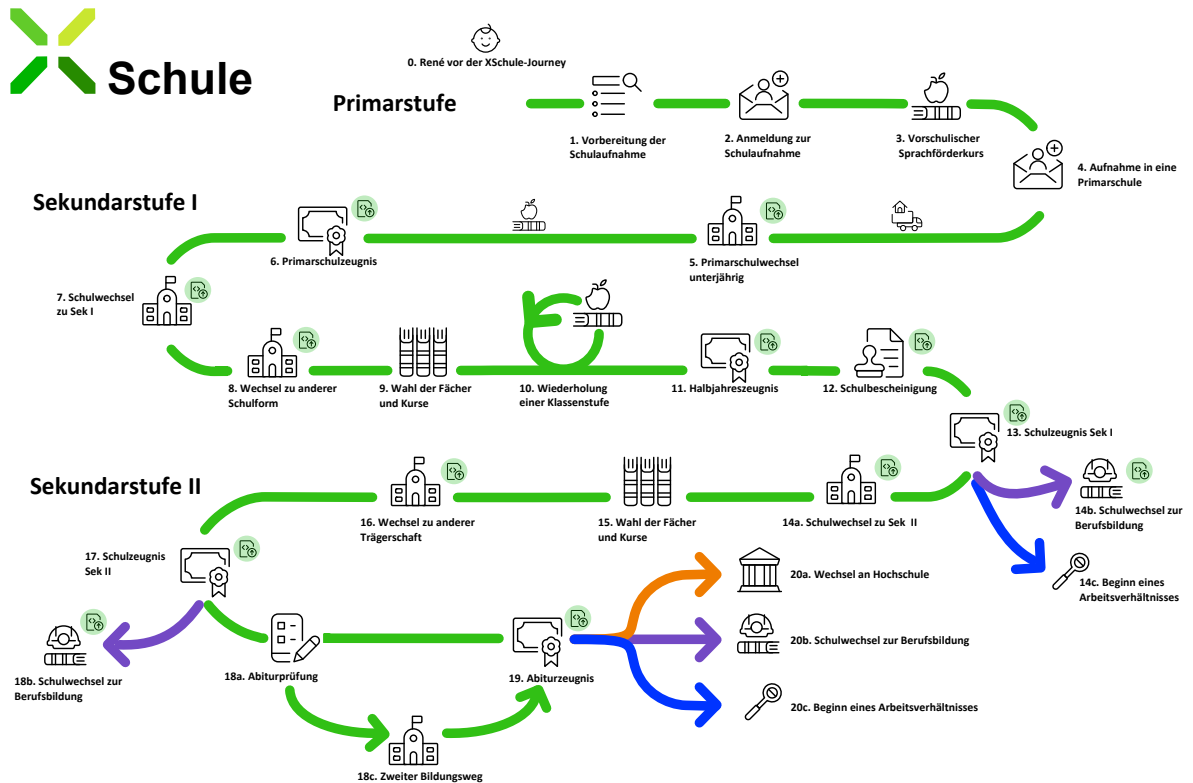 Schule
0. René vor der XSchule-Journey
Primarstufe
1. Vorbereitung der
Schulaufnahme
2. Anmeldung zur
Schulaufnahme
3. Vorschulischer
Sprachförderkurs
4. Aufnahme in eine
Primarschule
Sekundarstufe I
6. Primarschulzeugnis
5. Primarschulwechsel
unterjährig
7. Schulwechsel
zu Sek I
8. Wechsel zu anderer
Schulform
9. Wahl der Fächer
und Kurse
10. Wiederholung
einer Klassenstufe
11. Halbjahreszeugnis
12. Schulbescheinigung
13. Schulzeugnis Sek I
Sekundarstufe II
16. Wechsel zu anderer
Trägerschaft
15. Wahl der Fächer
und Kurse
14a. Schulwechsel zu Sek II
14b. Schulwechsel zur
Berufsbildung
14c. Beginn eines
Arbeitsverhältnisses
17. Schulzeugnis
Sek II
18b. Schulwechsel zur
Berufsbildung
18a. Abiturprüfung
18c. Zweiter Bildungsweg
19. Abiturzeugnis
20a. Wechsel an Hochschule
20b. Schulwechsel zur Berufsbildung
20c. Beginn eines Arbeitsverhältnisses